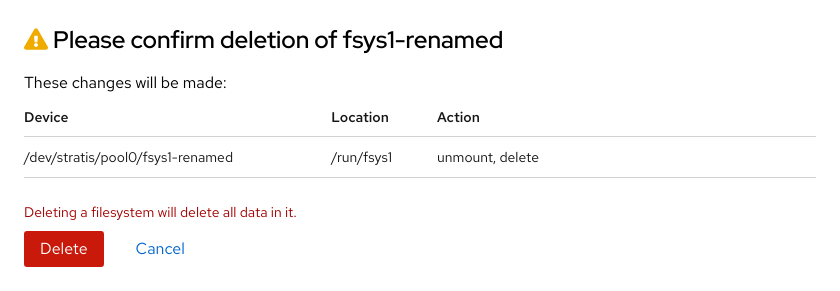 Please confirm deletion of fsys1-renamed
These changes will be made:
Device Location Action
/dev/stratis/pool0/fsys1-renamed /run/fsys1 unmount, delete
Deleting a filesystem will delete all data in it.
Delete Cancel